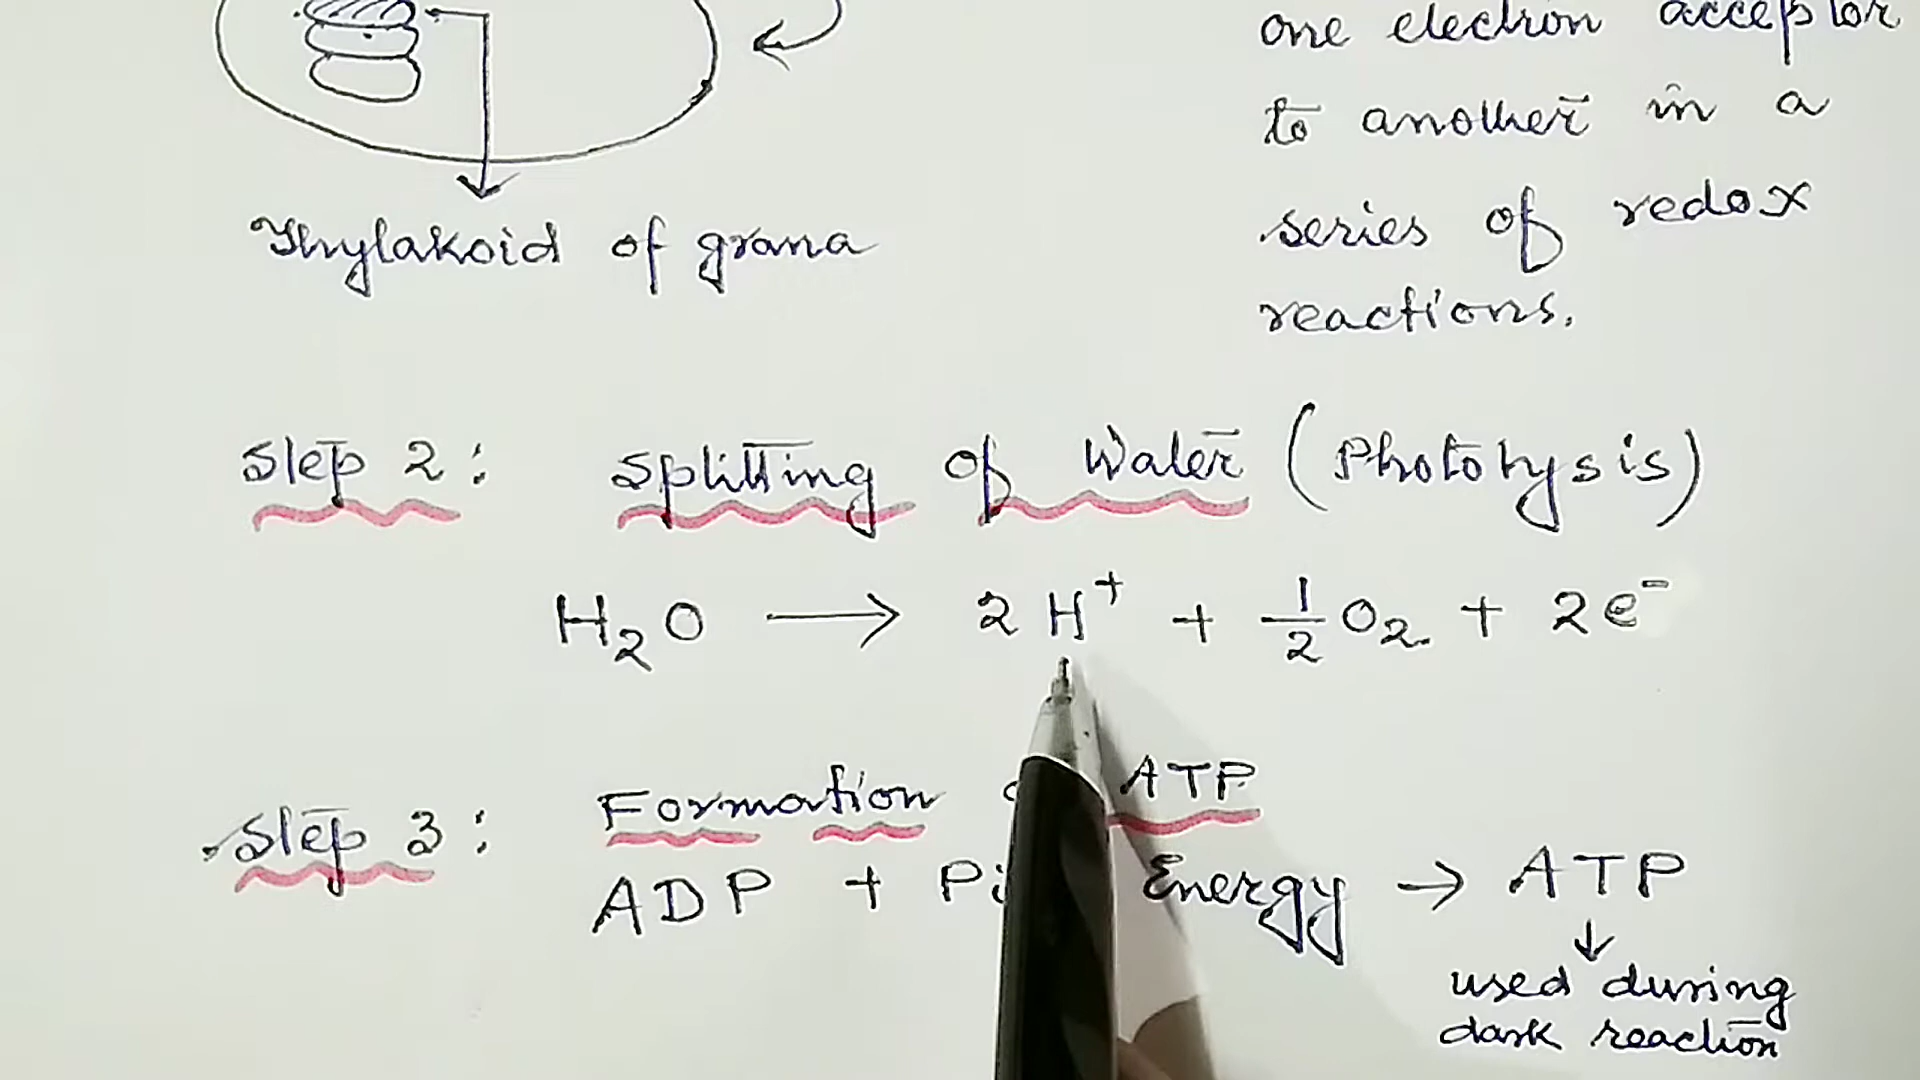 one electron acceptor
to another in a
series of redox
reactions.
Thylakoid of grana
Step 2: Splitting of Water (Photolysis)
H₂O → 2H⁺ + 1/2 O₂ + 2e⁻
Step 3: Formation ATP
ADP + Pi Energy → ATP
↓
used during
dark reaction